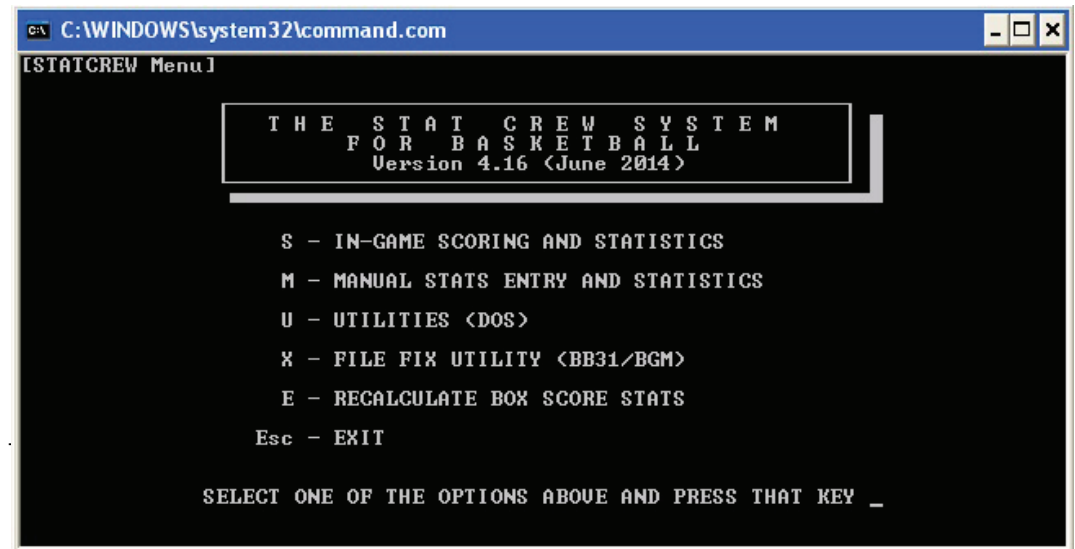 C:\WINDOWS\system32\command.com
[STATCREW Menu]
T H E S T A T C R E W S Y S T E M
F O R B A S K E T B A L L
Version 4.16 (June 2014)
S - IN-GAME SCORING AND STATISTICS
M - MANUAL STATS ENTRY AND STATISTICS
U - UTILITIES (DOS)
X - FILE FIX UTILITY (BB31/BGM)
E - RECALCULATE BOX SCORE STATS
Esc - EXIT
SELECT ONE OF THE OPTIONS ABOVE AND PRESS THAT KEY _